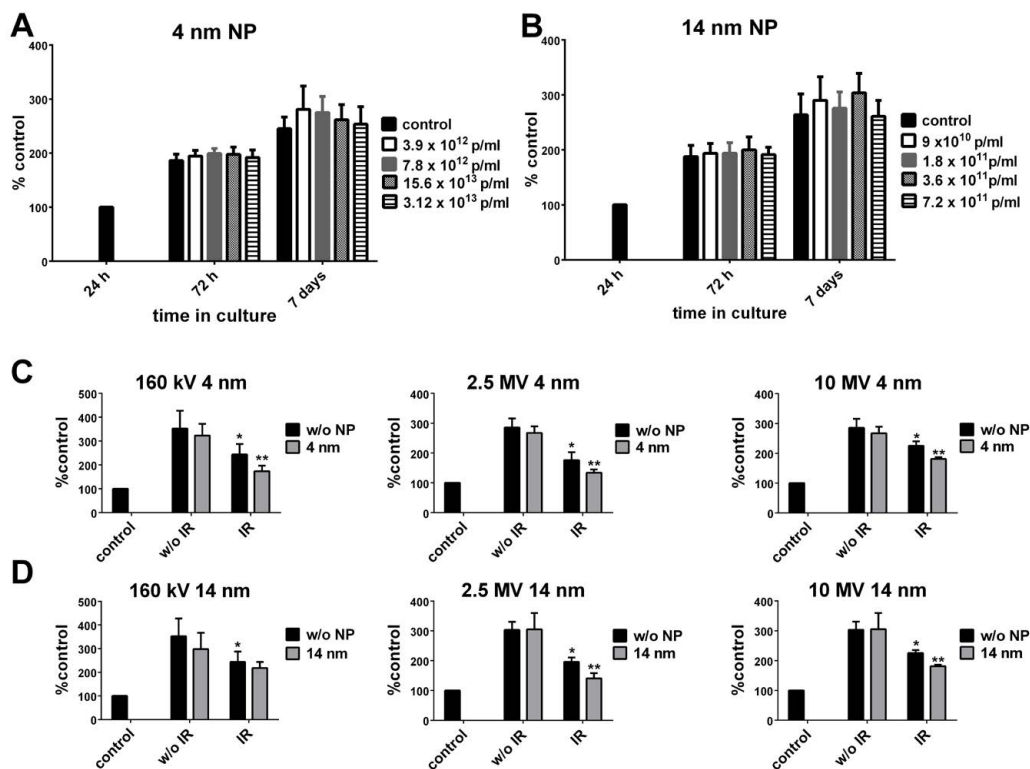 A
4 nm NP
400
300
200
100
0
% control
24 h
72 h
7 days
time in culture
control
3.9 x 10¹² p/ml
7.8 x 10¹² p/ml
15.6 x 10¹³ p/ml
3.12 x 10¹³ p/ml
B
14 nm NP
400
300
200
100
0
% control
24 h
72 h
7 days
time in culture
control
9 x10¹⁰ p/ml
1.8 x 10¹¹p/ml
3.6 x 10¹¹p/ml
7.2 x 10¹¹ p/ml
C
160 kV 4 nm
500
400
300
200
100
0
%control
control
w/o IR
IR
*
**
w/o NP
4 nm
2.5 MV 4 nm
400
300
200
100
0
%control
control
w/o IR
IR
*
**
w/o NP
4 nm
10 MV 4 nm
400
300
200
100
0
%control
control
w/o IR
IR
*
**
w/o NP
4 nm
D
160 kV 14 nm
500
400
300
200
100
0
%control
control
w/o IR
IR
*
w/o NP
14 nm
2.5 MV 14 nm
400
300
200
100
0
%control
control
w/o IR
IR
*
**
w/o NP
14 nm
10 MV 14 nm
400
300
200
100
0
%control
control
w/o IR
IR
*
**
w/o NP
14 nm